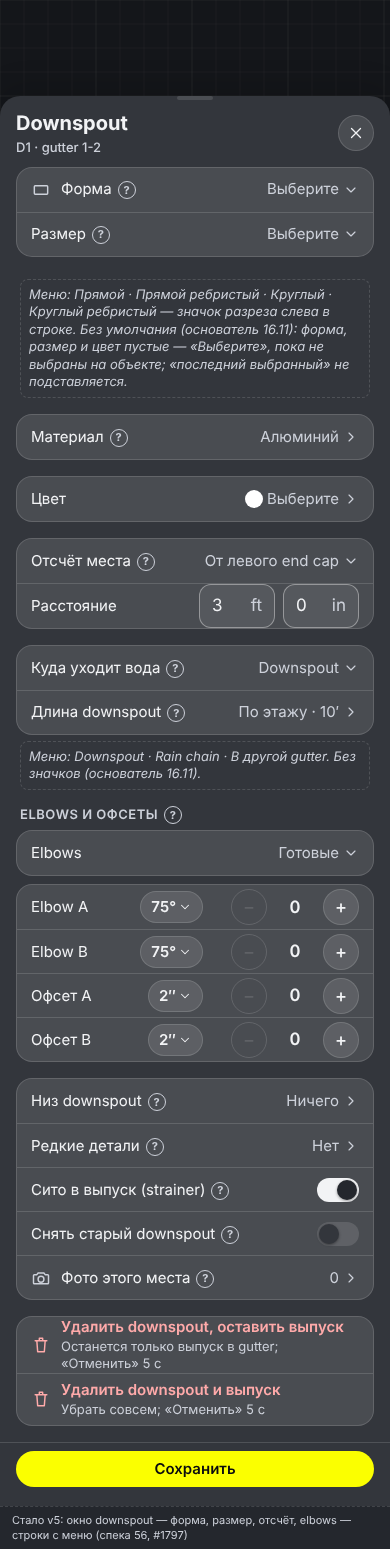 Downspout
D1 · gutter 1-2
Форма ? Выберите
Размер ? Выберите
Меню: Прямой · Прямой ребристый · Круглый ·
Круглый ребристый — значок разреза слева в
строке. Без умолчания (основатель 16.11): форма,
размер и цвет пустые — «Выберите», пока не
выбраны на объекте; «последний выбранный» не
подставляется.
Материал ? Алюминий
Цвет Выберите
Отсчёт места ? От левого end cap
Расстояние 3 ft 0 in
Куда уходит вода ? Downspout
Длина downspout ? По этажу · 10′
Меню: Downspout · Rain chain · В другой gutter. Без
значков (основатель 16.11).
ELBOWS И ОФСЕТЫ ?
Elbows Готовые
Elbow A 75° − 0 +
Elbow B 75° − 0 +
Офсет A 2″ − 0 +
Офсет B 2″ − 0 +
Низ downspout ? Ничего
Редкие детали ? Нет
Сито в выпуск (strainer) ?
Снять старый downspout ?
Фото этого места ? 0
Удалить downspout, оставить выпуск
Останется только выпуск в gutter;
«Отменить» 5 с
Удалить downspout и выпуск
Убрать совсем; «Отменить» 5 с
Сохранить
Стало v5: окно downspout — форма, размер, отсчёт, elbows —
строки с меню (спека 56, #1797)